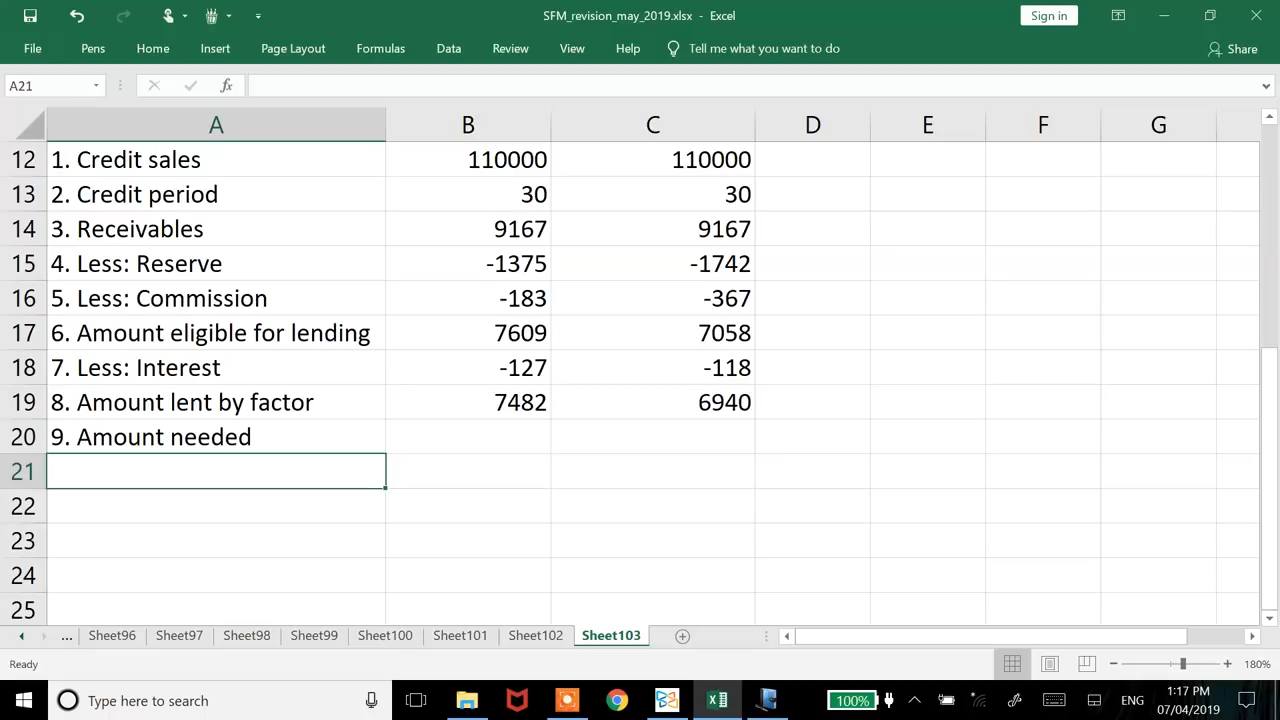 SFM_revision_may_2019.xlsx - Excel
Sign in
File Pens Home Insert Page Layout Formulas Data Review View Help Tell me what you want to do Share
A21 fx
A B C D E F G
12 1. Credit sales 110000 110000
13 2. Credit period 30 30
14 3. Receivables 9167 9167
15 4. Less: Reserve -1375 -1742
16 5. Less: Commission -183 -367
17 6. Amount eligible for lending 7609 7058
18 7. Less: Interest -127 -118
19 8. Amount lent by factor 7482 6940
20 9. Amount needed
21
22
23
24
25
... Sheet96 Sheet97 Sheet98 Sheet99 Sheet100 Sheet101 Sheet102 Sheet103
Ready 180%
Type here to search 100% ENG 1:17 PM
07/04/2019